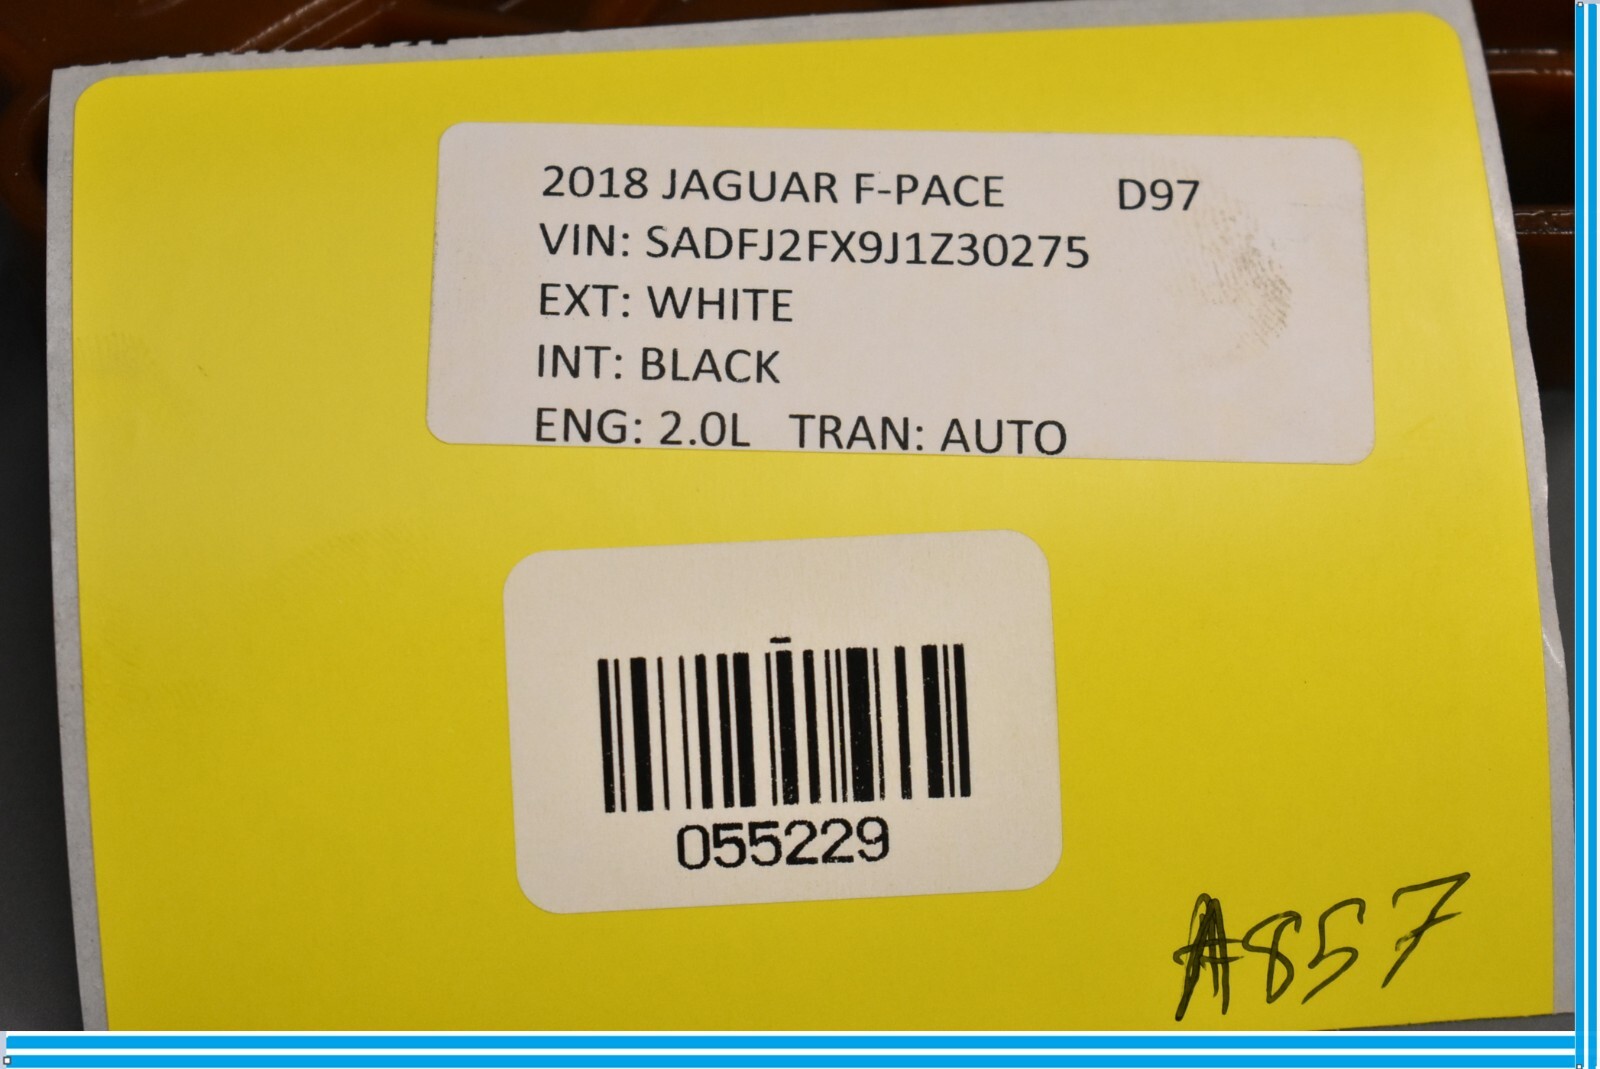 2018 JAGUAR F-PACE D97
VIN: SADFJ2FX9J1Z30275
EXT: WHITE
INT: BLACK
ENG: 2.0L TRAN: AUTO
055229
A857